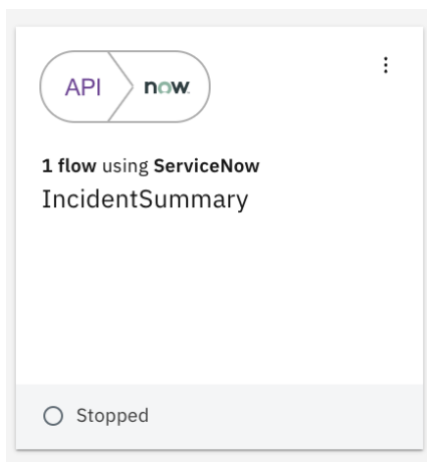 API
now.
1 flow using ServiceNow
IncidentSummary
Stopped